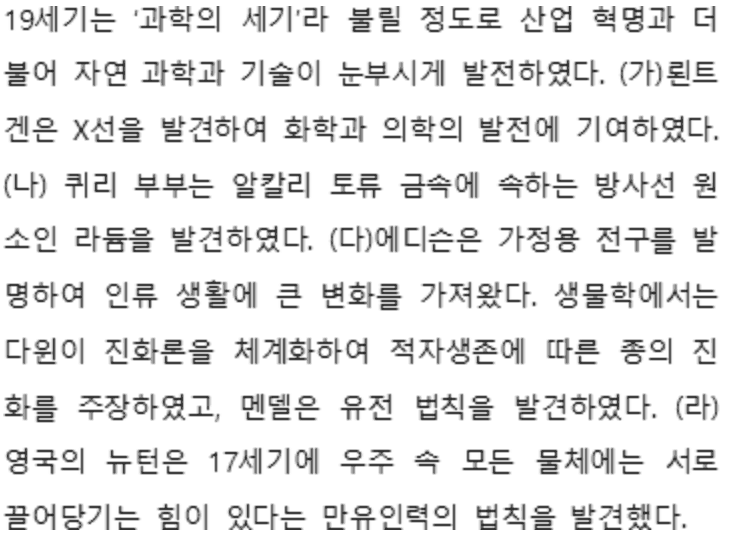 19세기는 '과학의 세기'라 불릴 정도로 산업 혁명과 더
불어 자연 과학과 기술이 눈부시게 발전하였다. (가)뢴트
겐은 X선을 발견하여 화학과 의학의 발전에 기여하였다.
(나) 퀴리 부부는 알칼리 토류 금속에 속하는 방사선 원
소인 라듐을 발견하였다. (다)에디슨은 가정용 전구를 발
명하여 인류 생활에 큰 변화를 가져왔다. 생물학에서는
다윈이 진화론을 체계화하여 적자생존에 따른 종의 진
화를 주장하였고, 멘델은 유전 법칙을 발견하였다. (라)
영국의 뉴턴은 17세기에 우주 속 모든 물체에는 서로
끌어당기는 힘이 있다는 만유인력의 법칙을 발견했다.